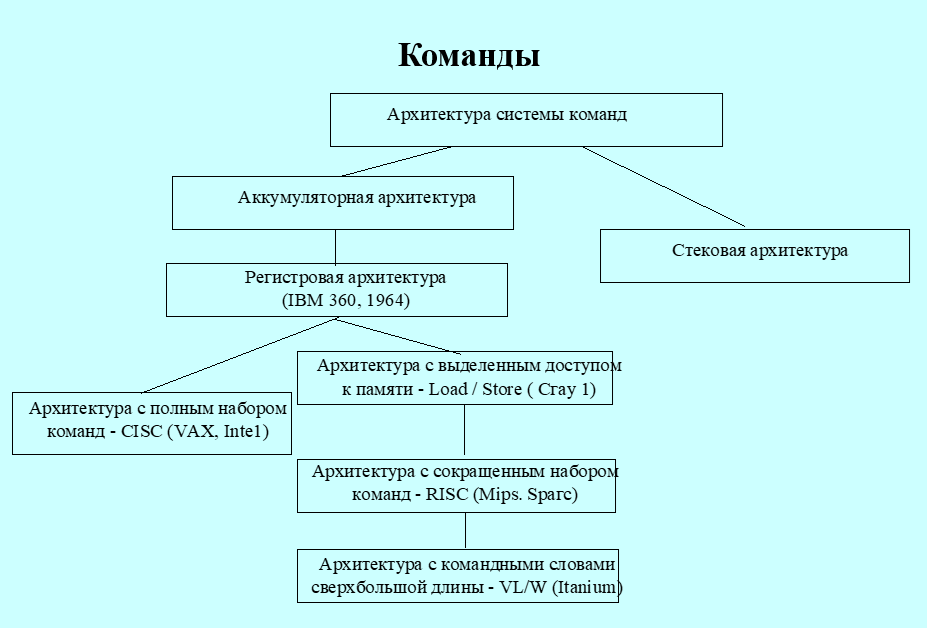 Команды
Архитектура системы команд
Аккумуляторная архитектура
Стековая архитектура
Регистровая архитектура
(IBM 360, 1964)
Архитектура с выделенным доступом
к памяти - Load / Store ( Cray 1)
Архитектура с полным набором
команд - CISC (VAX, Inte1)
Архитектура с сокращенным набором
команд - RISC (Mips. Sparc)
Архитектура с командными словами
сверхбольшой длины - VL/W (Itanium)